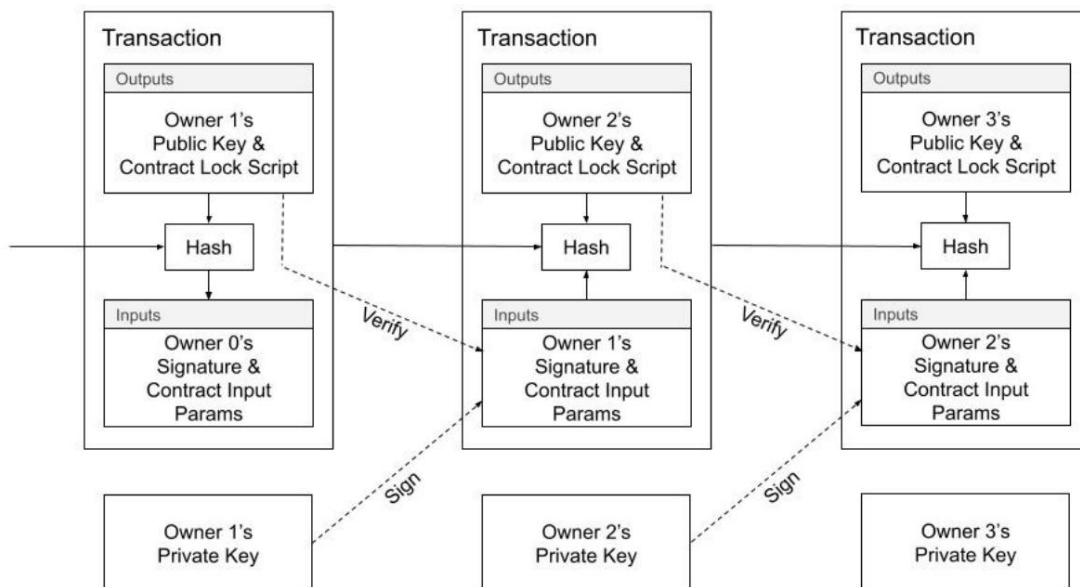 Transaction
Outputs
Owner 1's
Public Key &
Contract Lock Script
Hash
Inputs
Owner 0's
Signature &
Contract Input
Params
Owner 1's
Private Key
Transaction
Outputs
Owner 2's
Public Key &
Contract Lock Script
Hash
Verify
Inputs
Owner 1's
Signature &
Contract Input
Params
Sign
Owner 2's
Private Key
Transaction
Outputs
Owner 3's
Public Key &
Contract Lock Script
Hash
Verify
Inputs
Owner 2's
Signature &
Contract Input
Params
Sign
Owner 3's
Private Key